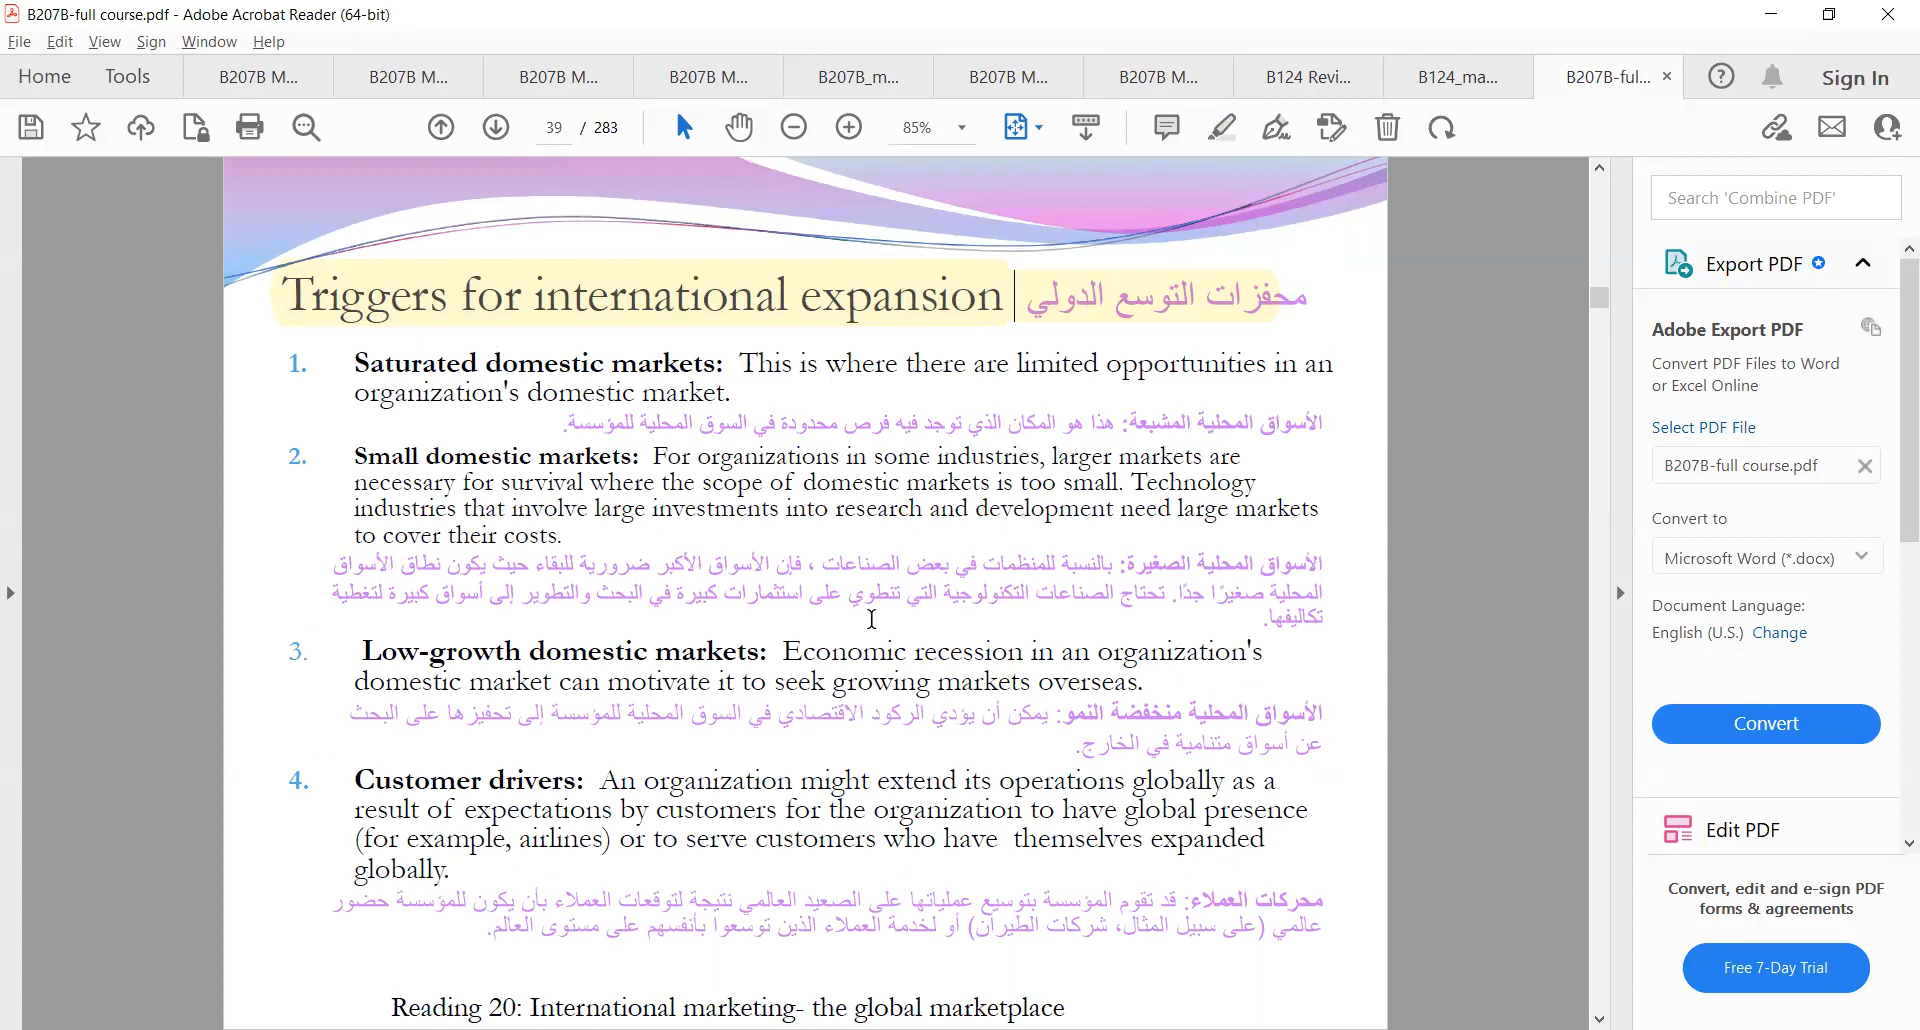 B207B-full course.pdf - Adobe Acrobat Reader (64-bit)
File Edit View Sign Window Help
Home Tools B207B M... B207B M... B207B M... B207B M... B207B_m... B207B M... B207B M... B124 Revi... B124_ma... B207B-ful... × Sign In
39 / 283 85%
Triggers for international expansion محفزات التوسع الدولي
1. Saturated domestic markets: This is where there are limited opportunities in an
organization's domestic market.
الأسواق المحلية المشبعة: هذا هو المكان الذي توجد فيه فرص محدودة في السوق المحلية للمؤسسة.
2. Small domestic markets: For organizations in some industries, larger markets are
necessary for survival where the scope of domestic markets is too small. Technology
industries that involve large investments into research and development need large markets
to cover their costs.
الأسواق المحلية الصغيرة: بالنسبة للمنظمات في بعض الصناعات ، فإن الأسواق الأكبر ضرورية للبقاء حيث يكون نطاق الأسواق
المحلية صغيرًا جدًا. تحتاج الصناعات التكنولوجية التي تنطوي على استثمارات كبيرة في البحث والتطوير إلى أسواق كبيرة لتغطية
تكاليفها.
3. Low-growth domestic markets: Economic recession in an organization's
domestic market can motivate it to seek growing markets overseas.
الأسواق المحلية منخفضة النمو: يمكن أن يؤدي الركود الاقتصادي في السوق المحلية للمؤسسة إلى تحفيزها على البحث
عن أسواق متنامية في الخارج.
4. Customer drivers: An organization might extend its operations globally as a
result of expectations by customers for the organization to have global presence
(for example, airlines) or to serve customers who have themselves expanded
globally.
محركات العملاء: قد تقوم المؤسسة بتوسيع عملياتها على الصعيد العالمي نتيجة لتوقعات العملاء بأن يكون للمؤسسة حضور
عالمي (على سبيل المثال، شركات الطيران) أو لخدمة العملاء الذين توسعوا بأنفسهم على مستوى العالم.
Reading 20: International marketing- the global marketplace
Search 'Combine PDF'
Export PDF
Adobe Export PDF
Convert PDF Files to Word
or Excel Online
Select PDF File
B207B-full course.pdf
Convert to
Microsoft Word (*.docx)
Document Language:
English (U.S.) Change
Convert
Edit PDF
Convert, edit and e-sign PDF
forms & agreements
Free 7-Day Trial